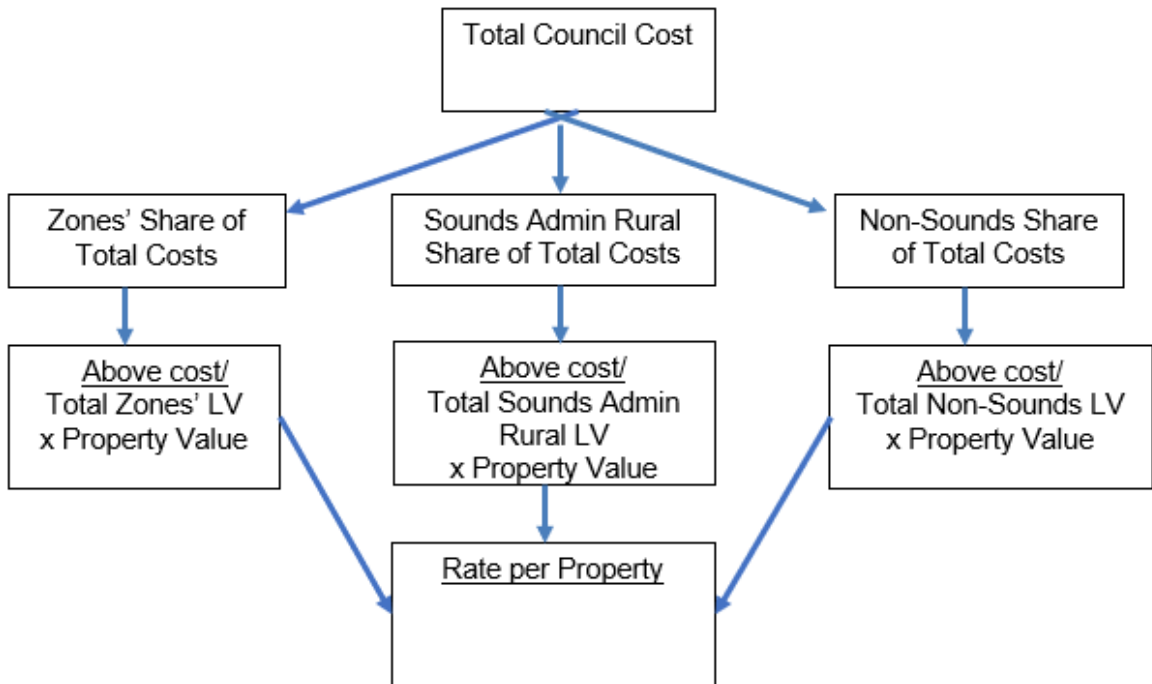 Total Council Cost
Zones’ Share of
Total Costs
Sounds Admin Rural
Share of Total Costs
Non-Sounds Share
of Total Costs
Above cost/
Total Zones’ LV
x Property Value
Above cost/
Total Sounds Admin
Rural LV
x Property Value
Above cost/
Total Non-Sounds LV
x Property Value
Rate per Property